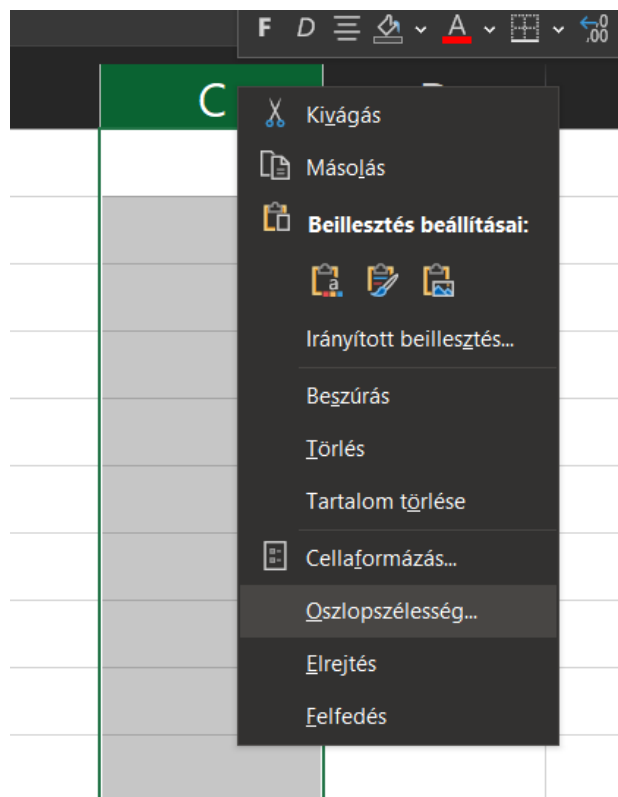 F D A ,00
C
Kivágás
Másolás
Beillesztés beállításai:
a
Irányított beillesztés...
Beszúrás
Törlés
Tartalom törlése
Cellaformázás...
Oszlopszélesség...
Elrejtés
Felfedés